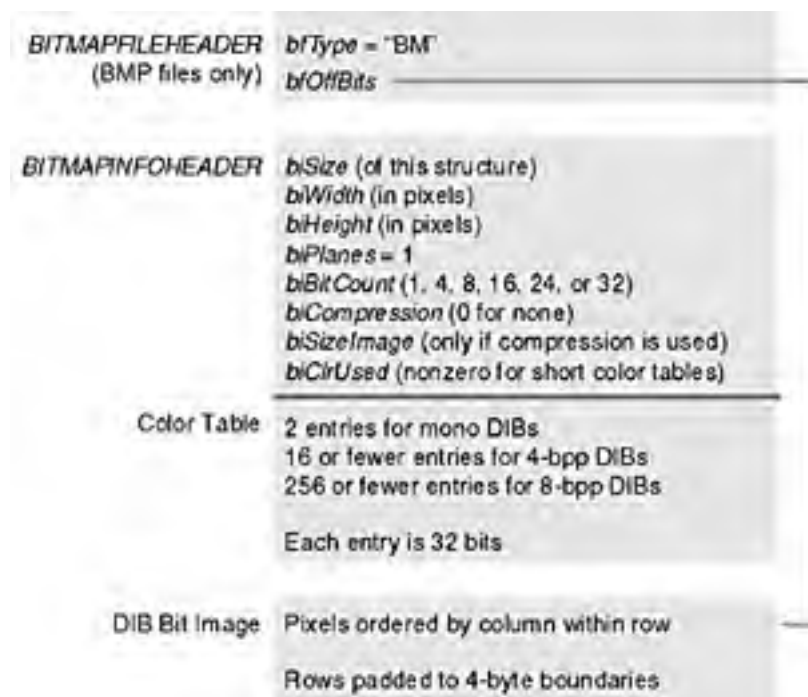 BITMAPFILEHEADER bfType = "BM"
(BMP files only) bfOffBits
BITMAPINFOHEADER biSize (of this structure)
biWidth (in pixels)
biHeight (in pixels)
biPlanes = 1
biBitCount (1, 4, 8, 16, 24, or 32)
biCompression (0 for none)
biSizeImage (only if compression is used)
biClrUsed (nonzero for short color tables)
Color Table 2 entries for mono DIBs
16 or fewer entries for 4-bpp DIBs
256 or fewer entries for 8-bpp DIBs
Each entry is 32 bits
DIB Bit Image Pixels ordered by column within row
Rows padded to 4-byte boundaries